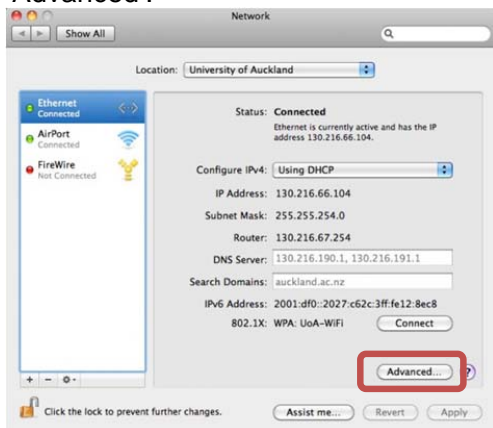 Advanced'.
Network
Show All
Location: University of Auckland
Ethernet
Connected
AirPort
Connected
FireWire
Not Connected
Status: Connected
Ethernet is currently active and has the IP
address 130.216.66.104.
Configure IPv4: Using DHCP
IP Address: 130.216.66.104
Subnet Mask: 255.255.254.0
Router: 130.216.67.254
DNS Server: 130.216.190.1, 130.216.191.1
Search Domains: auckland.ac.nz
IPv6 Address: 2001:df0::2027:c62c:3ff:fe12:8ec8
802.1X: WPA: UoA-WiFi Connect
Advanced... ?
Click the lock to prevent further changes. Assist me... Revert Apply